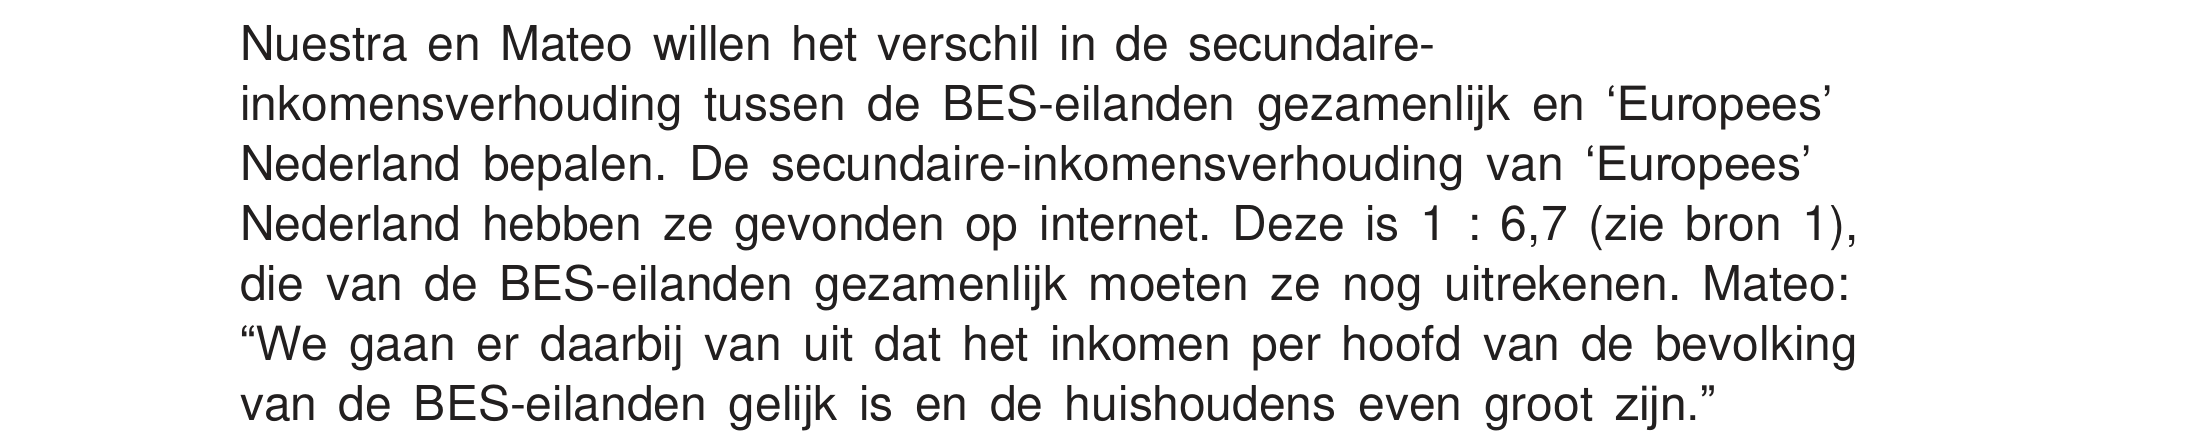 Nuestra en Mateo willen het verschil in de secundaire-
inkomensverhouding tussen de BES-eilanden gezamenlijk en ‘Europees’
Nederland bepalen. De secundaire-inkomensverhouding van ‘Europees’
Nederland hebben ze gevonden op internet. Deze is 1 : 6,7 (zie bron 1),
die van de BES-eilanden gezamenlijk moeten ze nog uitrekenen. Mateo:
“We gaan er daarbij van uit dat het inkomen per hoofd van de bevolking
van de BES-eilanden gelijk is en de huishoudens even groot zijn.”